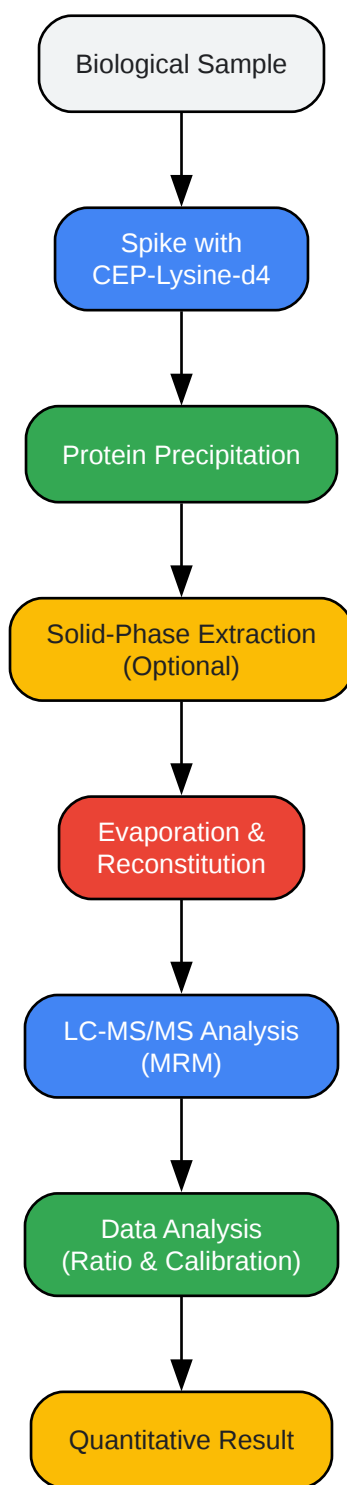 Biological Sample
Spike with
CEP-Lysine-d4
Protein Precipitation
Solid-Phase Extraction
(Optional)
Evaporation &
Reconstitution
LC-MS/MS Analysis
(MRM)
Data Analysis
(Ratio & Calibration)
Quantitative Result